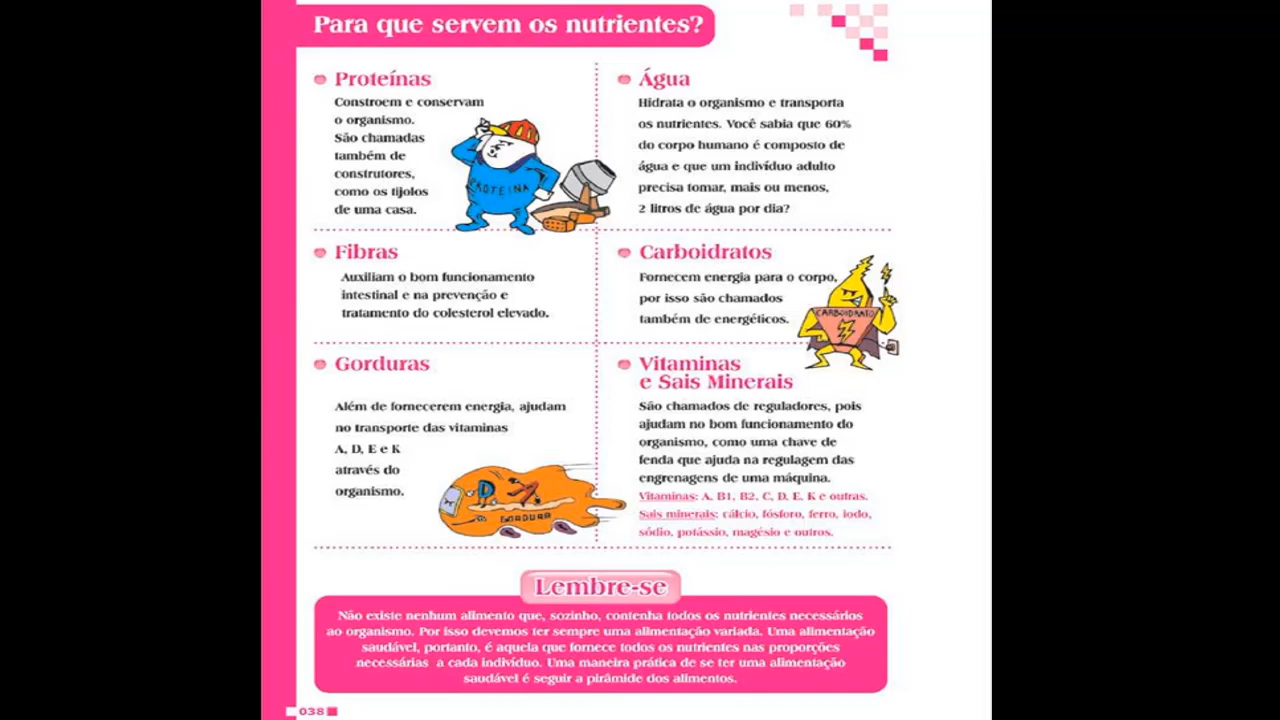 Para que servem os nutrientes?
Proteínas
Constroem e conservam
o organismo.
São chamadas
também de
construtores,
como os tijolos
de uma casa.
PROTEINA
Água
Hidrata o organismo e transporta
os nutrientes. Você sabia que 60%
do corpo humano é composto de
água e que um indivíduo adulto
precisa tomar, mais ou menos,
2 litros de água por dia?
Fibras
Auxiliam o bom funcionamento
intestinal e na prevenção e
tratamento do colesterol elevado.
Carboidratos
Fornecem energia para o corpo,
por isso são chamados
também de energéticos.
CARBOIDRATO
Gorduras
Além de fornecerem energia, ajudam
no transporte das vitaminas
A, D, E e K
através do
organismo.
D
GORDURA
Vitaminas
e Sais Minerais
São chamados de reguladores, pois
ajudam no bom funcionamento do
organismo, como uma chave de
fenda que ajuda na regulagem das
engrenagens de uma máquina.
Vitaminas: A, B1, B2, C, D, E, K e outras.
Sais minerais: cálcio, fósforo, ferro, iodo,
sódio, potássio, magésio e outros.
Lembre-se
Não existe nenhum alimento que, sozinho, contenha todos os nutrientes necessários
ao organismo. Por isso devemos ter sempre uma alimentação variada. Uma alimentação
saudável, portanto, é aquela que fornece todos os nutrientes nas proporções
necessárias a cada indivíduo. Uma maneira prática de se ter uma alimentação
saudável é seguir a pirâmide dos alimentos.
038